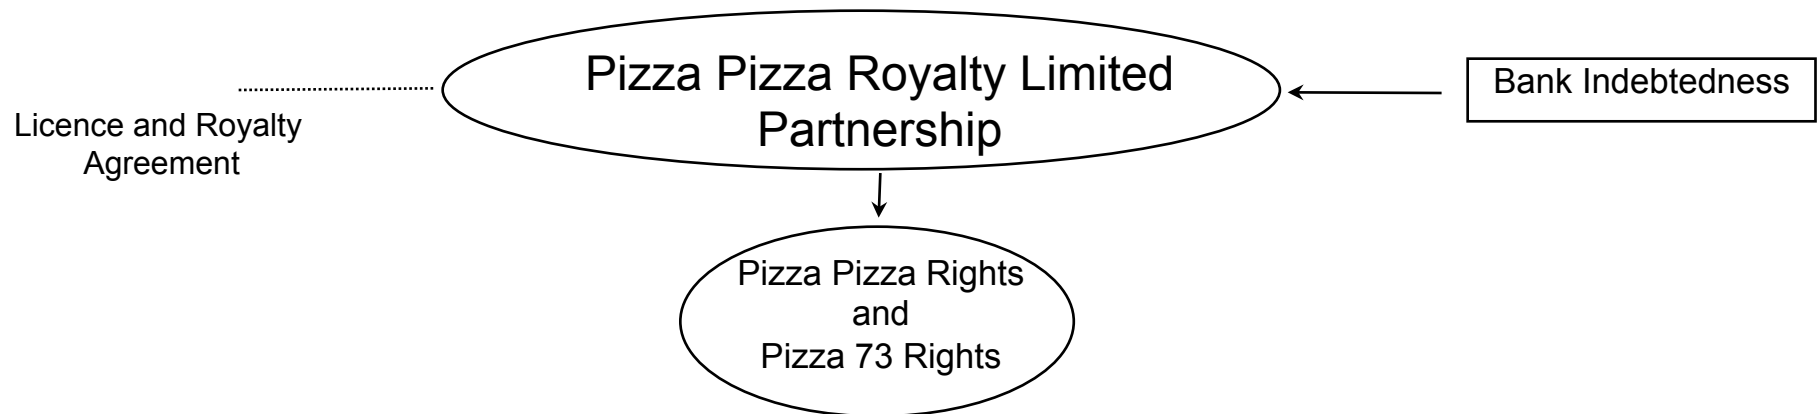 Pizza Pizza Royalty Limited
Partnership
Bank Indebtedness
Licence and Royalty
Agreement
Pizza Pizza Rights
and
Pizza 73 Rights